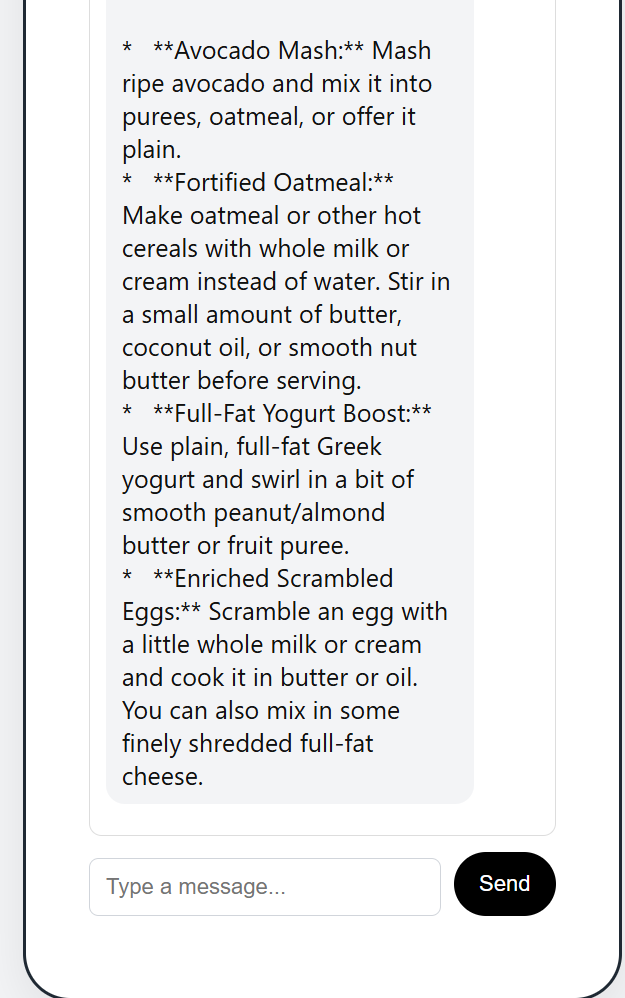 *   **Avocado Mash:** Mash
ripe avocado and mix it into
purees, oatmeal, or offer it
plain.
*   **Fortified Oatmeal:**
Make oatmeal or other hot
cereals with whole milk or
cream instead of water. Stir in
a small amount of butter,
coconut oil, or smooth nut
butter before serving.
*   **Full-Fat Yogurt Boost:**
Use plain, full-fat Greek
yogurt and swirl in a bit of
smooth peanut/almond
butter or fruit puree.
*   **Enriched Scrambled
Eggs:** Scramble an egg with
a little whole milk or cream
and cook it in butter or oil.
You can also mix in some
finely shredded full-fat
cheese.
Type a message...
Send